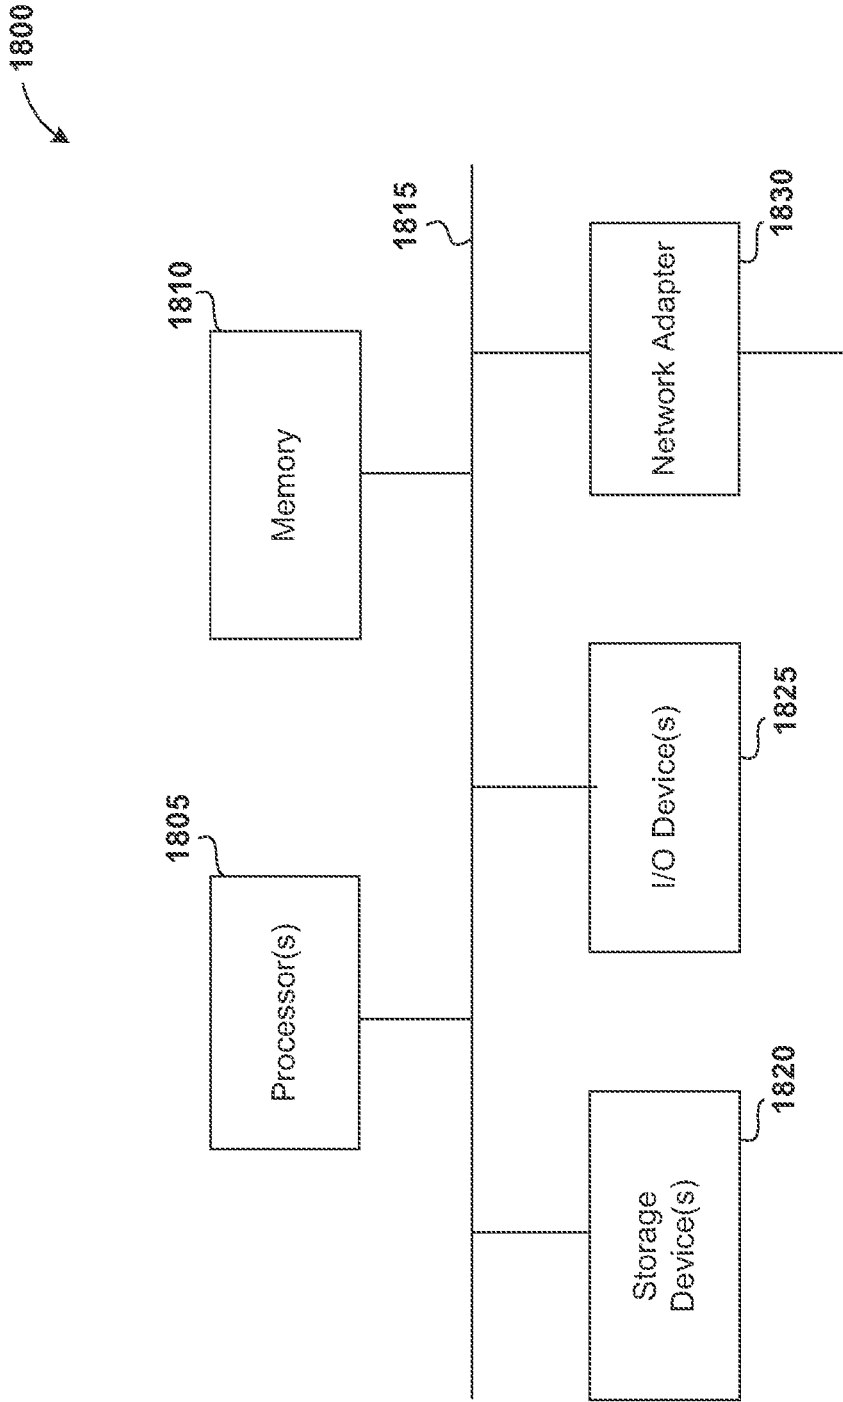 1800
1805
Processor(s)
1810
Memory
1815
Storage
Device(s)
1820
I/O Device(s)
1825
Network Adapter
1830